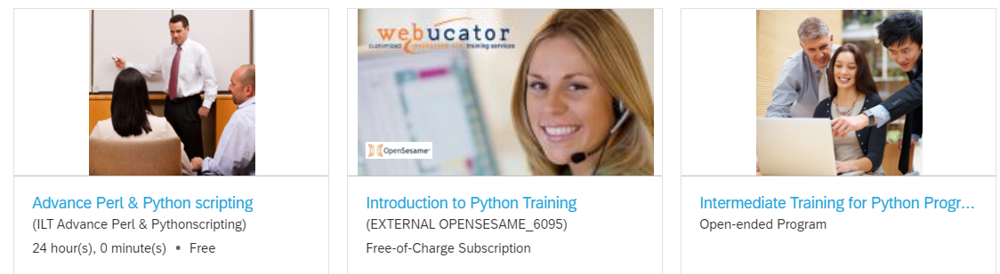 webucator
customized training services
OpenSesame
Advance Perl & Python scripting
(ILT Advance Perl & Pythonscripting)
24 hour(s), 0 minute(s) • Free
Introduction to Python Training
(EXTERNAL OPENSESAME_6095)
Free-of-Charge Subscription
Intermediate Training for Python Progr...
Open-ended Program